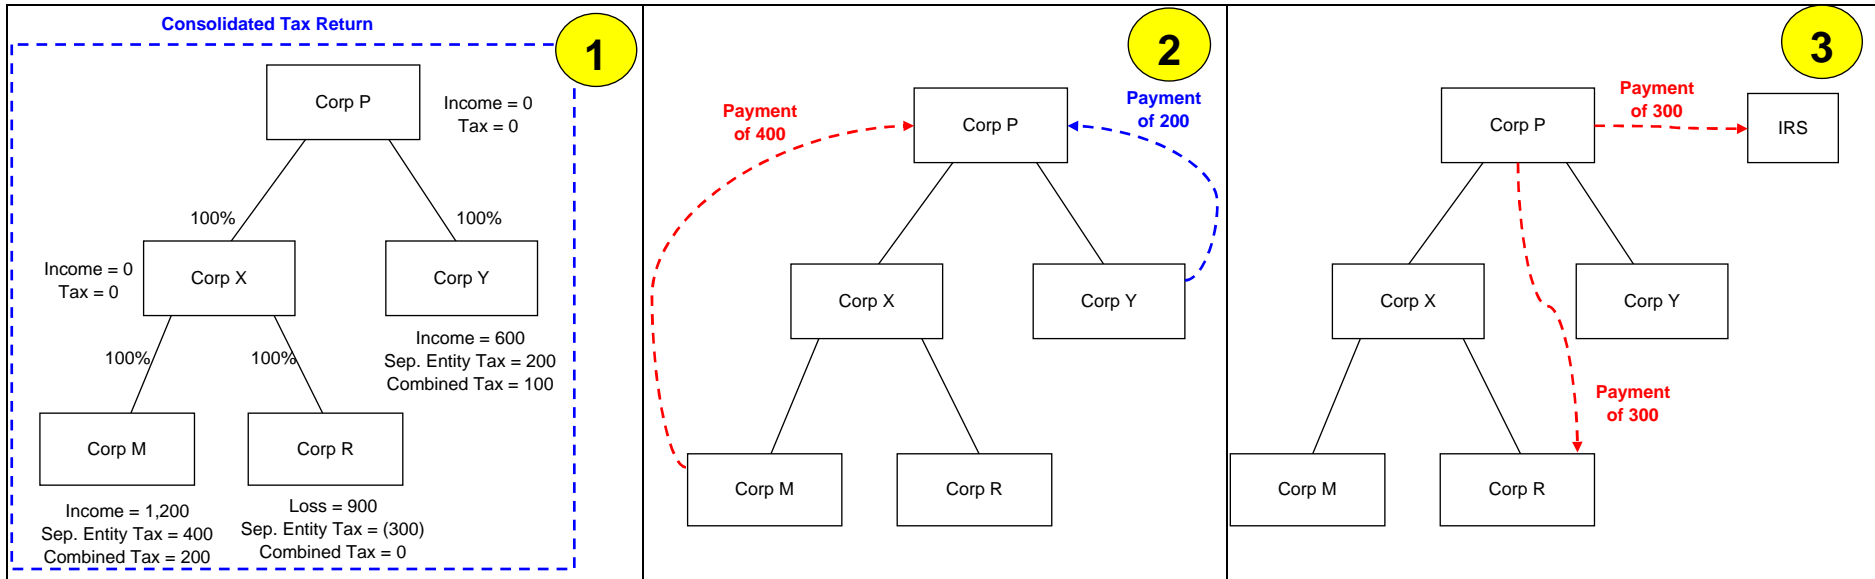 Consolidated Tax Return
1
Corp P
Income = 0
Tax = 0
100%
100%
Income = 0
Tax = 0
Corp X
Corp Y
Income = 600
Sep. Entity Tax = 200
Combined Tax = 100
100%
100%
Corp M
Corp R
Income = 1,200
Sep. Entity Tax = 400
Combined Tax = 200
Loss = 900
Sep. Entity Tax = (300)
Combined Tax = 0
2
Payment
of 400
Corp P
Payment
of 200
Corp X
Corp Y
Corp M
Corp R
3
Corp P
Payment
of 300
IRS
Corp X
Corp Y
Payment
of 300
Corp M
Corp R